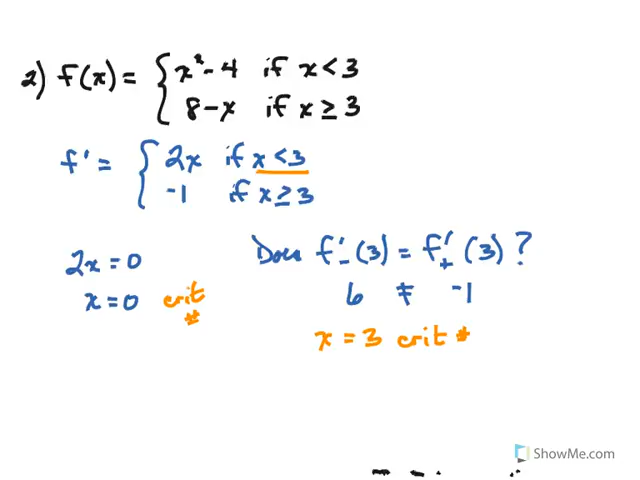 2) f(x) = { x² - 4 if x < 3
8 - x if x ≥ 3
f' = { 2x if x < 3
-1 if x ≥ 3
2x = 0
x = 0 crit #
Does f'₋(3) = f'₊(3) ?
6 ≠ -1
x = 3 crit #
ShowMe.com